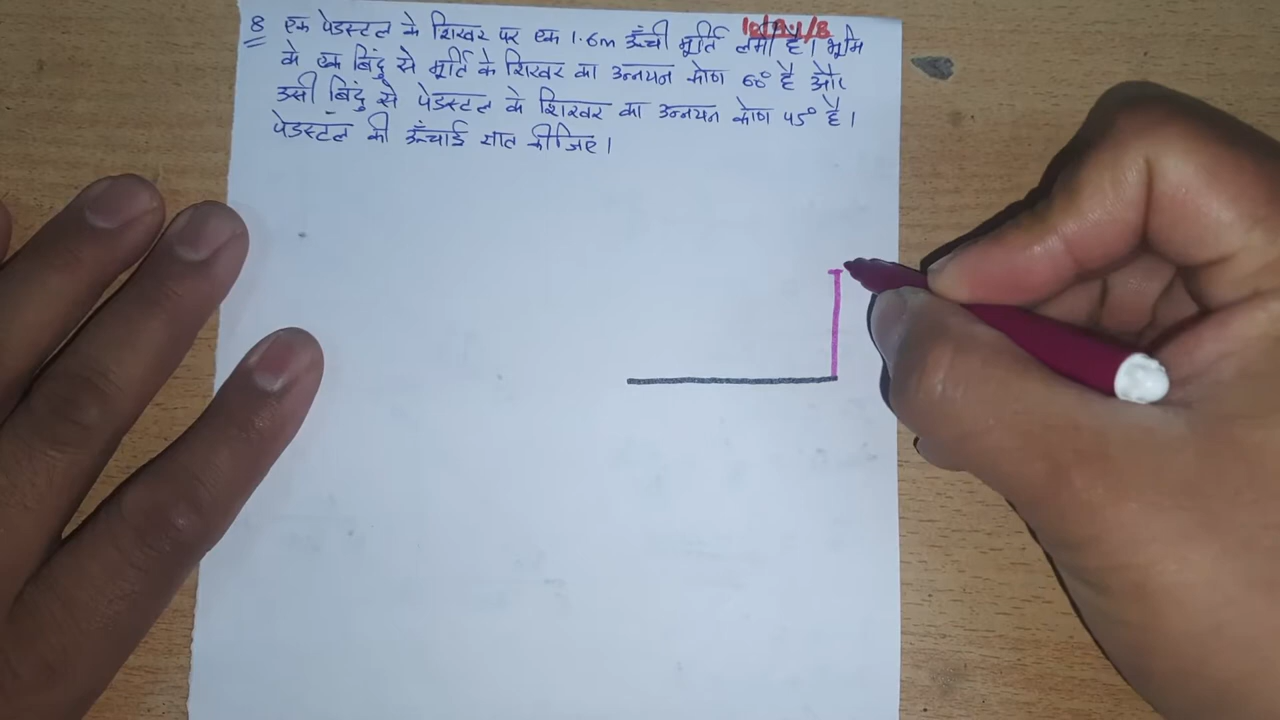 8 एक पेडस्टल के शिखर पर एक 1.6m ऊँची मूर्ति लगी है। भूमि
के एक बिंदु से मूर्ति के शिखर का उन्नयन कोण 60° है और
उसी बिंदु से पेडस्टल के शिखर का उन्नयन कोण 45° है।
पेडस्टल की ऊँचाई ज्ञात कीजिए।